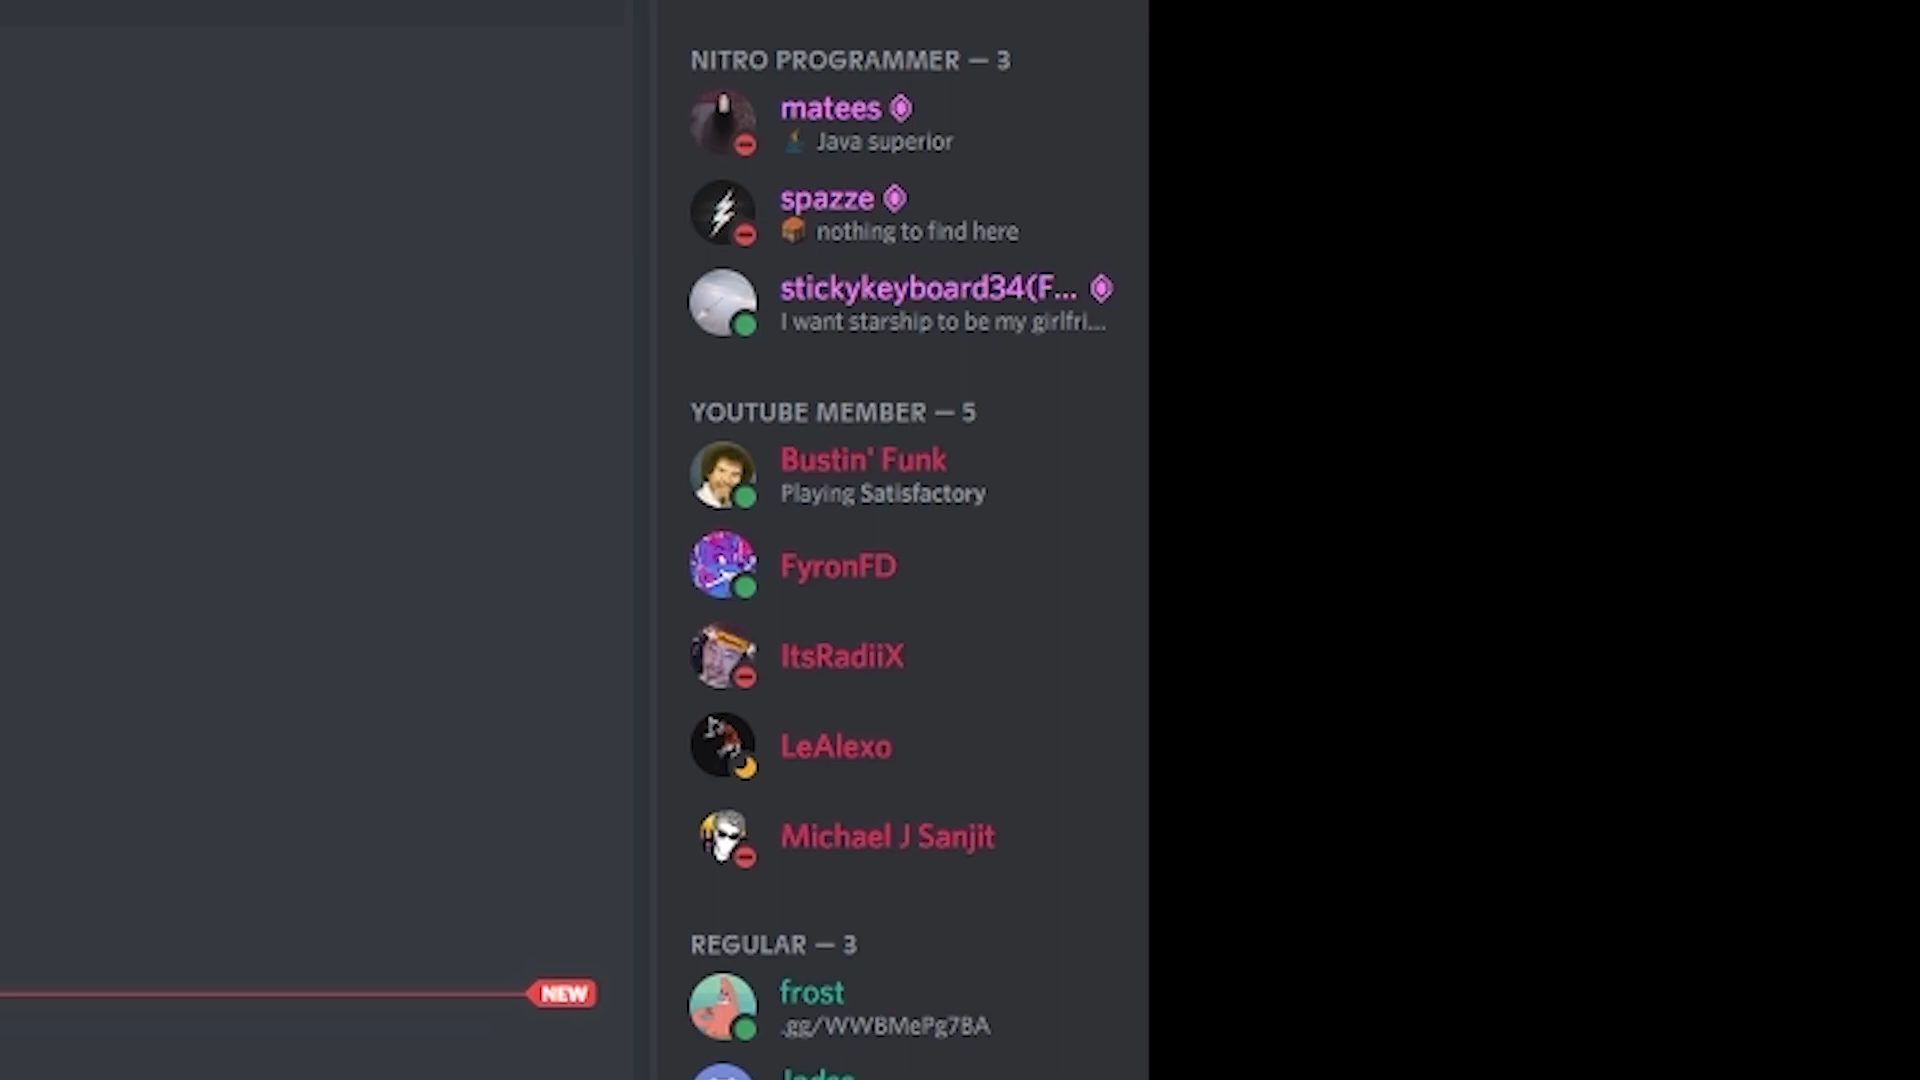 NITRO PROGRAMMER — 3
matees
Java superior
spazze
nothing to find here
stickykeyboard34(F...
I want starship to be my girlfri...
YOUTUBE MEMBER — 5
Bustin' Funk
Playing Satisfactory
FyronFD
ItsRadiiX
LeAlexo
Michael J Sanjit
REGULAR — 3
NEW
frost
.gg/WWBMePg7BA